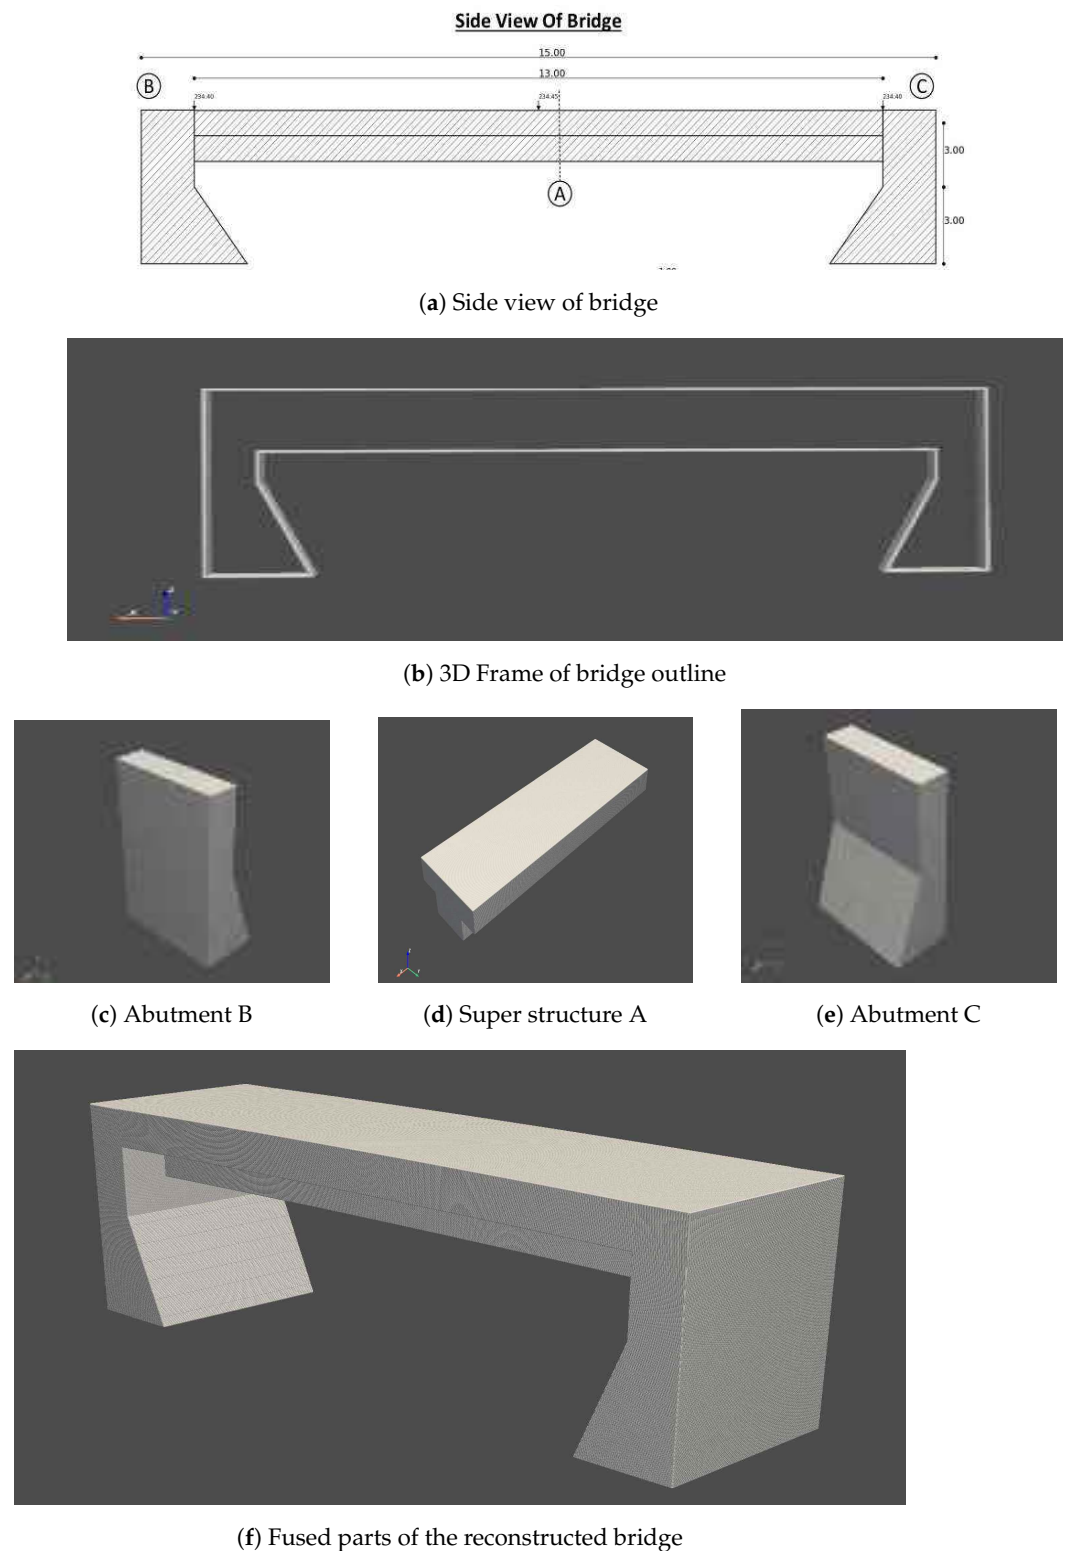 Side View Of Bridge
15.00
13.00
B
C
234.40
234.45
234.40
3.00
A
3.00
(a) Side view of bridge
(b) 3D Frame of bridge outline
(c) Abutment B
(d) Super structure A
(e) Abutment C
(f) Fused parts of the reconstructed bridge